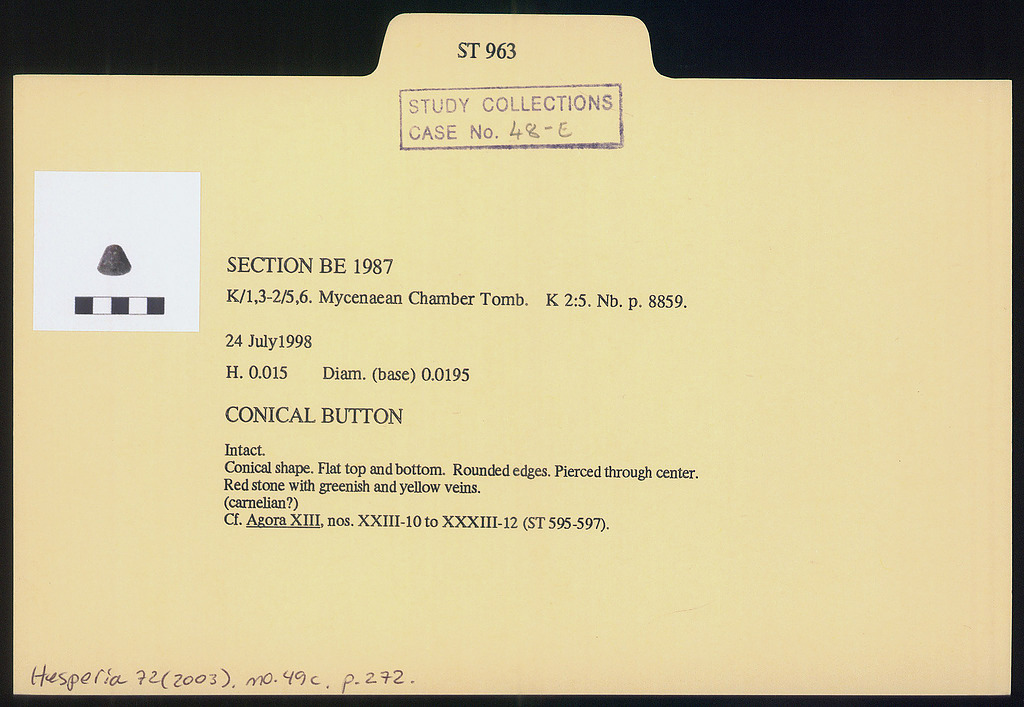 ST 963
STUDY COLLECTIONS
CASE No. 48-E
SECTION BE 1987
K/1,3-2/5,6. Mycenaean Chamber Tomb. K 2:5. Nb. p. 8859.
24 July1998
H. 0.015 Diam. (base) 0.0195
CONICAL BUTTON
Intact.
Conical shape. Flat top and bottom. Rounded edges. Pierced through center.
Red stone with greenish and yellow veins.
(carnelian?)
Cf. Agora XIII, nos. XXIII-10 to XXXIII-12 (ST 595-597).
Hesperia 72(2003). no. 49c. p. 272.